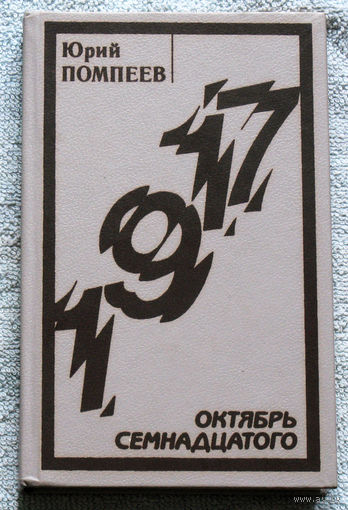 Юрий
ПОМПЕЕВ
1917
ОКТЯБРЬ
СЕМНАДЦАТОГО